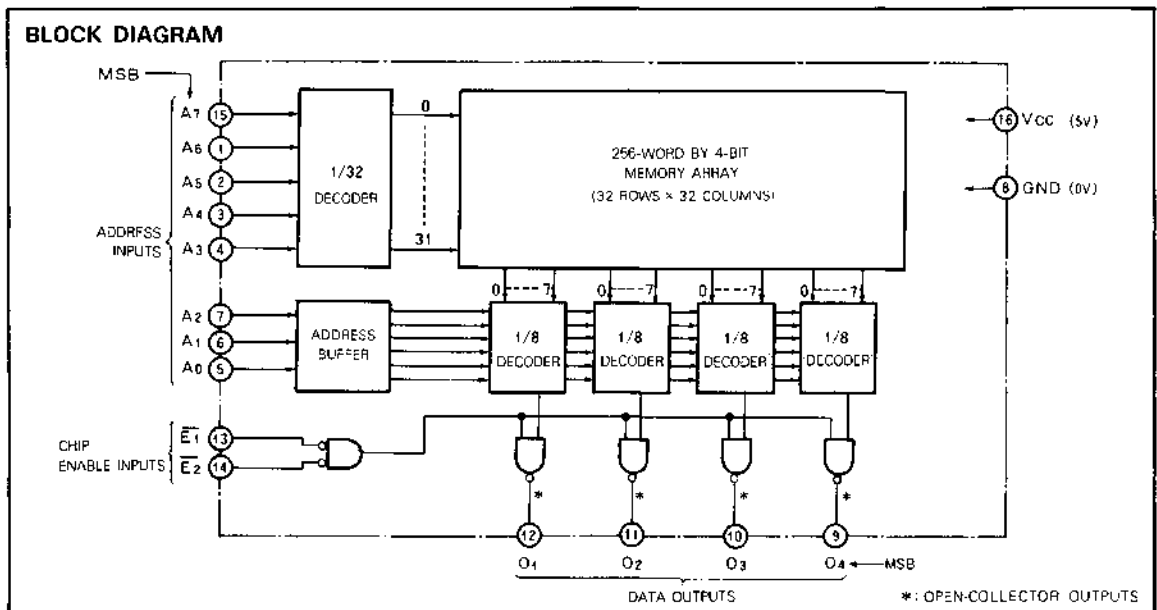 BLOCK DIAGRAM
MSB
A7 15
A6 1
A5 2
A4 3
A3 4
ADDRESS
INPUTS
A2 7
A1 6
A0 5
CHIP
ENABLE INPUTS
E1 13
E2 14
1/32
DECODER
0
31
256-WORD BY 4-BIT
MEMORY ARRAY
(32 ROWS × 32 COLUMNS)
16 VCC (5V)
8 GND (0V)
0 7 0 7 0 7 0 7
ADDRESS
BUFFER
1/8
DECODER
1/8
DECODER
1/8
DECODER
1/8
DECODER
* * * *
12 11 10 9
O1 O2 O3 O4 MSB
DATA OUTPUTS
*: OPEN-COLLECTOR OUTPUTS